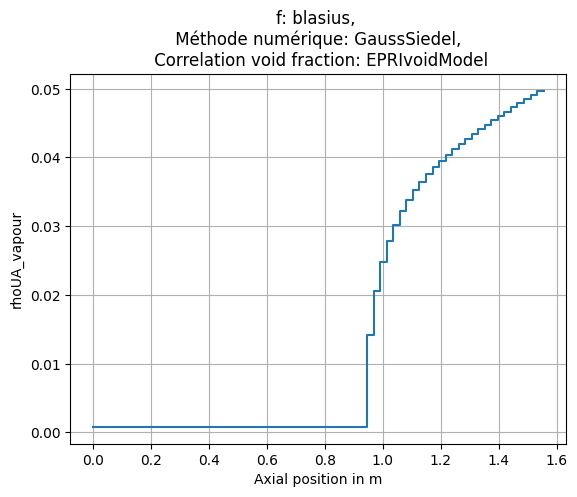 f: blasius,
Méthode numérique: GaussSiedel,
Correlation void fraction: EPRIvoidModel
0.05
0.04
0.03
0.02
0.01
0.00
rhoUA_vapour
0.0 0.2 0.4 0.6 0.8 1.0 1.2 1.4 1.6
Axial position in m